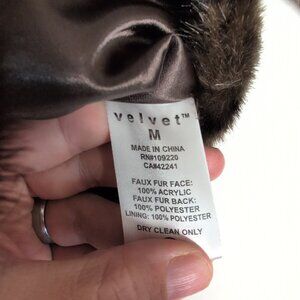 velvet™
M
MADE IN CHINA
RN#109220
CA#42241
FAUX FUR FACE:
100% ACRYLIC
FAUX FUR BACK:
100% POLYESTER
LINING: 100% POLYESTER
DRY CLEAN ONLY